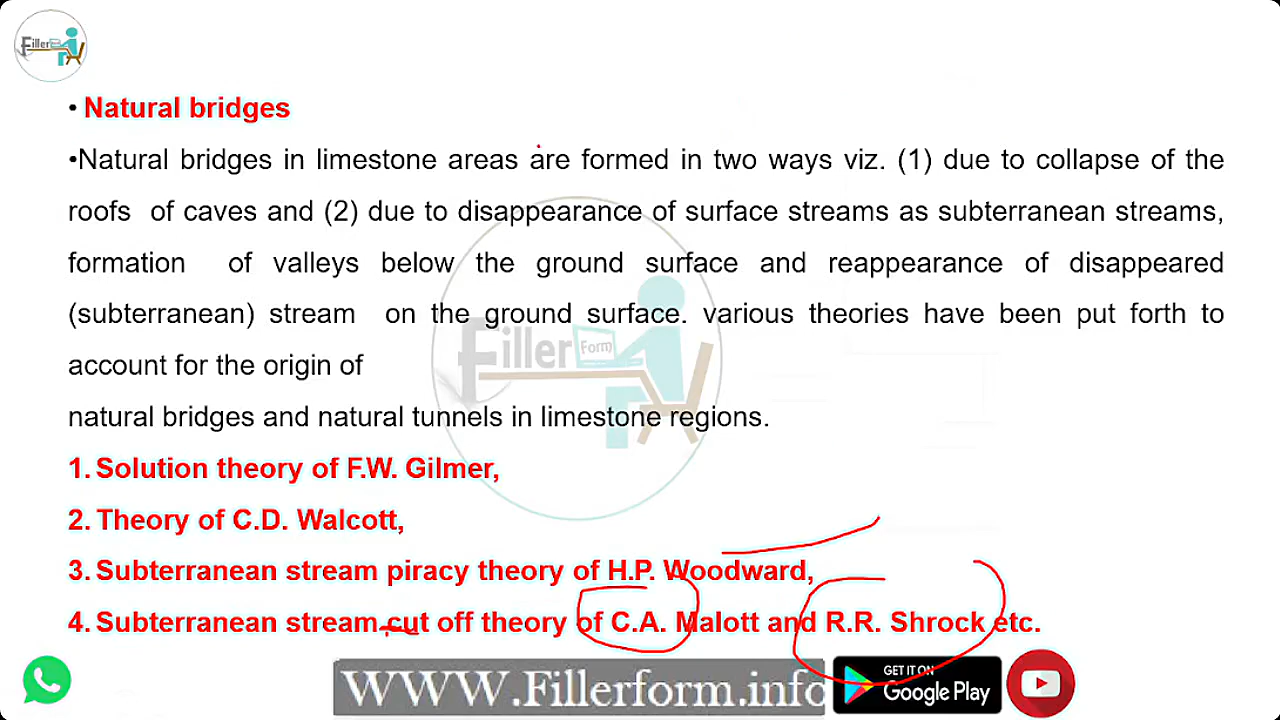 Filler
• Natural bridges
•Natural bridges in limestone areas are formed in two ways viz. (1) due to collapse of the
roofs of caves and (2) due to disappearance of surface streams as subterranean streams,
formation of valleys below the ground surface and reappearance of disappeared
(subterranean) stream on the ground surface. various theories have been put forth to
account for the origin of
natural bridges and natural tunnels in limestone regions.
Filler Form
1. Solution theory of F.W. Gilmer,
2. Theory of C.D. Walcott,
3. Subterranean stream piracy theory of H.P. Woodward,
4. Subterranean stream cut off theory of C.A. Malott and R.R. Shrock etc.
WWW.Fillerform.info
GET IT ON
Google Play